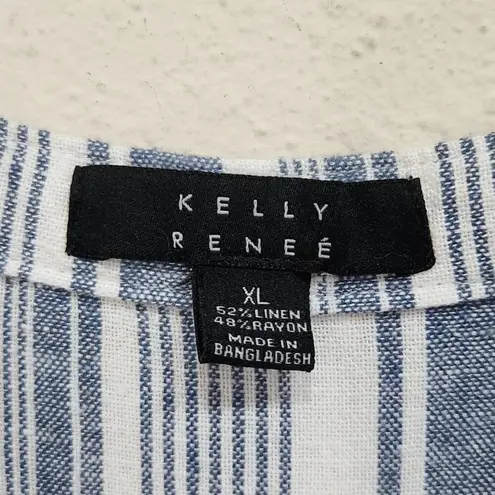 KELLY
RENEÉ
XL
52% LINEN
48% RAYON
MADE IN
BANGLADESH